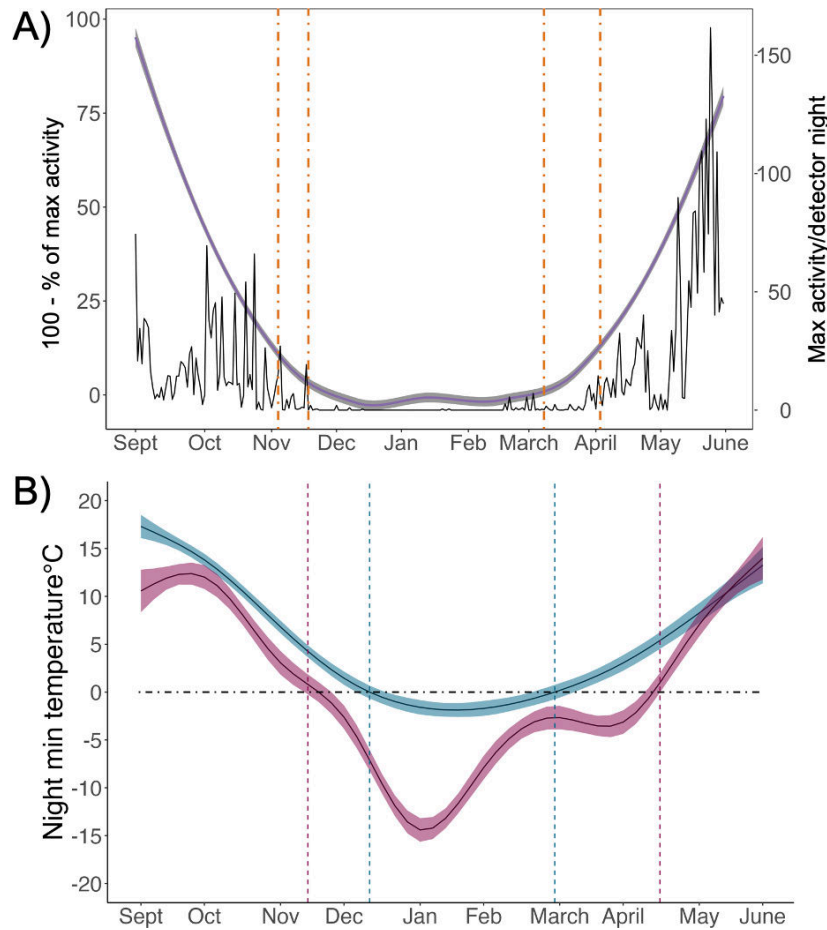 A)
100 - % of max activity
100
75
50
25
0
Max activity/detector night
150
100
50
0
Sept Oct Nov Dec Jan Feb March April May June
B)
Night min temperature°C
20
15
10
5
0
-5
-10
-15
-20
Sept Oct Nov Dec Jan Feb March April May June